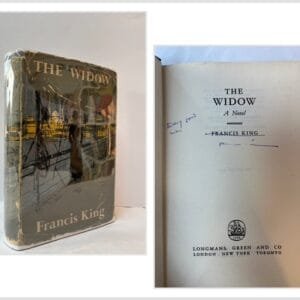 THE WIDOW
Francis King
THE
WIDOW
A Novel
FRANCIS KING
LONGMANS, GREEN AND CO
LONDON NEW YORK TORONTO